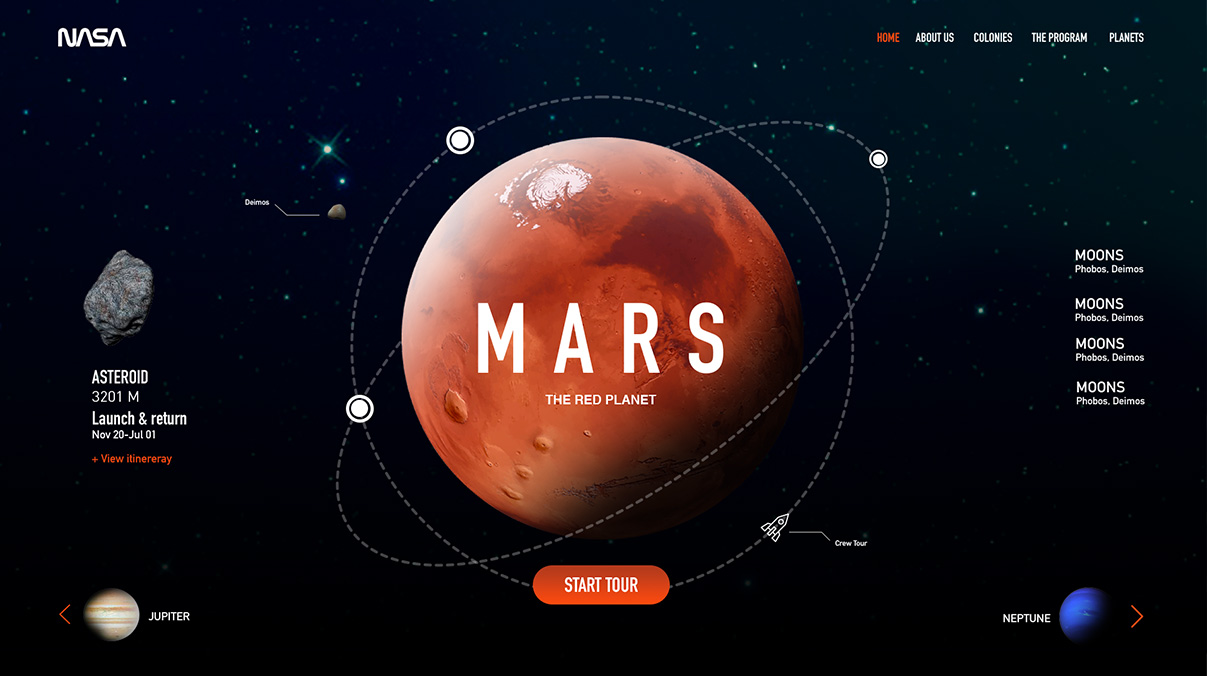 NASA
HOME ABOUT US COLONIES THE PROGRAM PLANETS
Deimos
MOONS
Phobos, Deimos
MOONS
Phobos, Deimos
MOONS
Phobos, Deimos
MOONS
Phobos, Deimos
MARS
THE RED PLANET
ASTEROID
3201 M
Launch & return
Nov 20-Jul 01
+ View itinereray
Crew Tour
START TOUR
JUPITER
NEPTUNE